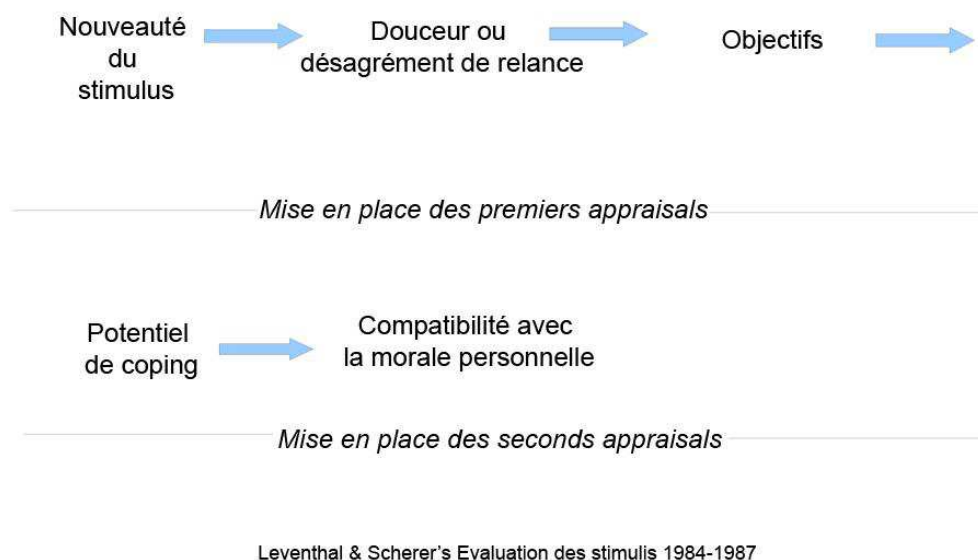 Nouveauté
du
stimulus
Douceur ou
désagrément de relance
Objectifs
Mise en place des premiers appraisals
Potentiel
de coping
Compatibilité avec
la morale personnelle
Mise en place des seconds appraisals
Leventhal & Scherer's Evaluation des stimulis 1984-1987